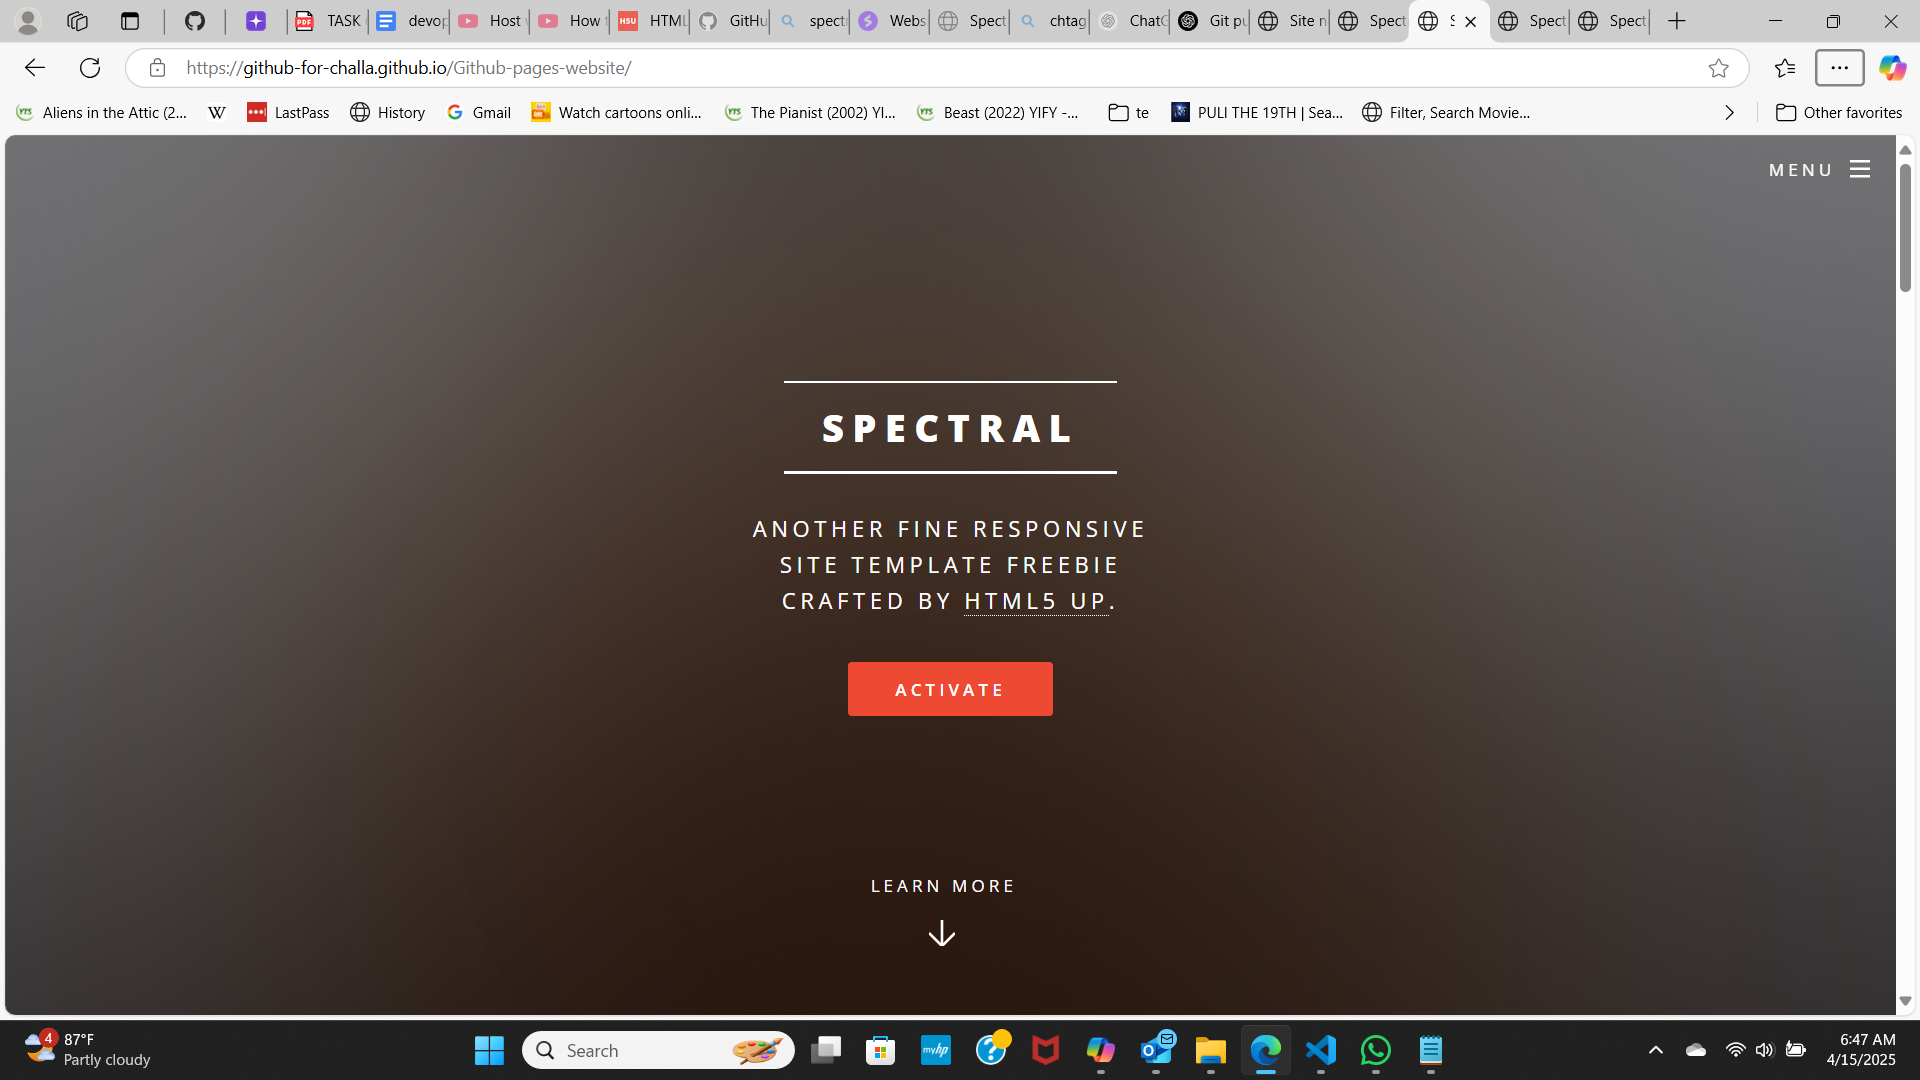 TASK
devop
Host
How t
HTML
GitHu
spectr
Webs
Spect
chtag
ChatG
Git pu
Site n
Spect
S
Spect
Spect
https://github-for-challa.github.io/Github-pages-website/
Aliens in the Attic (2...
W
LastPass
History
Gmail
Watch cartoons onli...
The Pianist (2002) YI...
Beast (2022) YIFY -...
te
PULI THE 19TH | Sea...
Filter, Search Movie...
Other favorites
MENU
SPECTRAL
ANOTHER FINE RESPONSIVE
SITE TEMPLATE FREEBIE
CRAFTED BY HTML5 UP.
ACTIVATE
LEARN MORE
4
87°F
Partly cloudy
Search
myhp
6:47 AM
4/15/2025